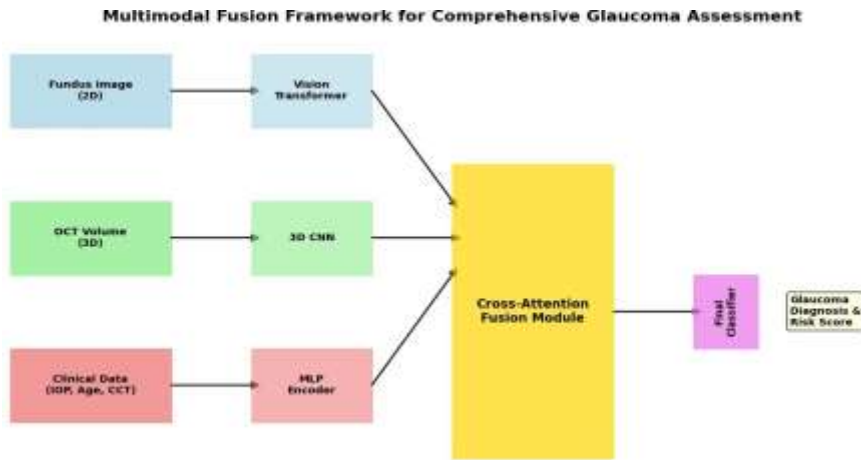 Multimodal Fusion Framework for Comprehensive Glaucoma Assessment
Fundus Image
(2D)
Vision
Transformer
OCT Volume
(3D)
3D CNN
Cross-Attention
Fusion Module
Final
Classifier
Glaucoma
Diagnosis &
Risk Score
Clinical Data
(IOP, Age, CCT)
MLP
Encoder